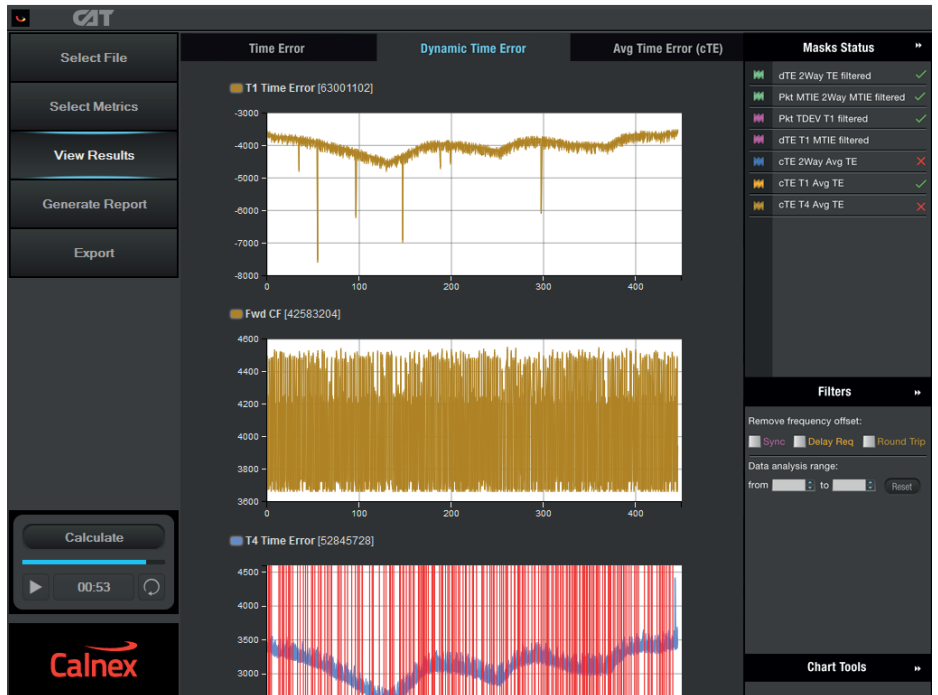 CAT
Select File
Select Metrics
View Results
Generate Report
Export
Calculate
00:53
Calnex
Time Error
Dynamic Time Error
Avg Time Error (cTE)
T1 Time Error [63001102]
-3000
-4000
-5000
-6000
-7000
-8000
0 100 200 300 400
Fwd CF [42583204]
4600
4400
4200
4000
3800
3600
0 100 200 300 400
T4 Time Error [52845728]
4500
4000
3500
3000
Masks Status
dTE 2Way TE filtered
Pkt MTIE 2Way MTIE filtered
Pkt TDEV T1 filtered
dTE T1 MTIE filtered
cTE 2Way Avg TE
cTE T1 Avg TE
cTE T4 Avg TE
Filters
Remove frequency offset:
Sync Delay Req Round Trip
Data analysis range:
from to Reset
Chart Tools